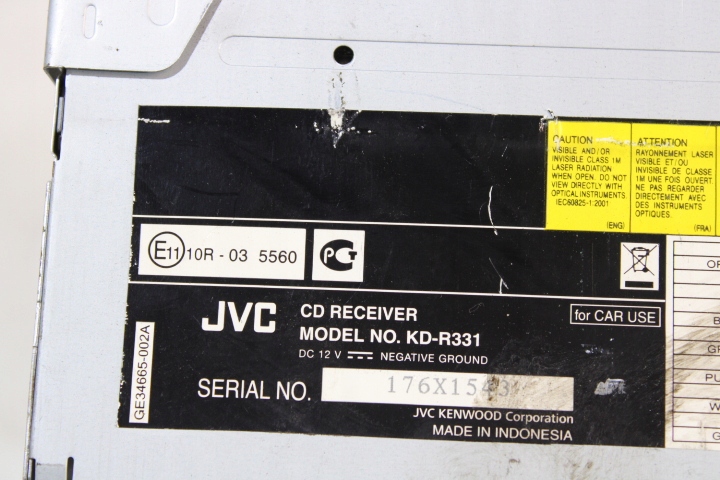 CAUTION
VISIBLE AND/OR
INVISIBLE CLASS 1M
LASER RADIATION
WHEN OPEN. DO NOT
VIEW DIRECTLY WITH
OPTICAL INSTRUMENTS
IEC60825-1:2001
(ENG)
ATTENTION
RAYONNEMENT LASER
VISIBLE ET/OU
INVISIBLE DE CLASSE
1M UNE FOIS OUVERT.
NE PAS REGARDER
DIRECTEMENT AVEC
DES INSTRUMENTS
OPTIQUES.
(FRA)
E11 10R - 03 5560
PCT
JVC
CD RECEIVER
for CAR USE
MODEL NO. KD-R331
DC 12 V NEGATIVE GROUND
SERIAL NO. 176X1543
JVC KENWOOD Corporation
MADE IN INDONESIA
GE34665-002A